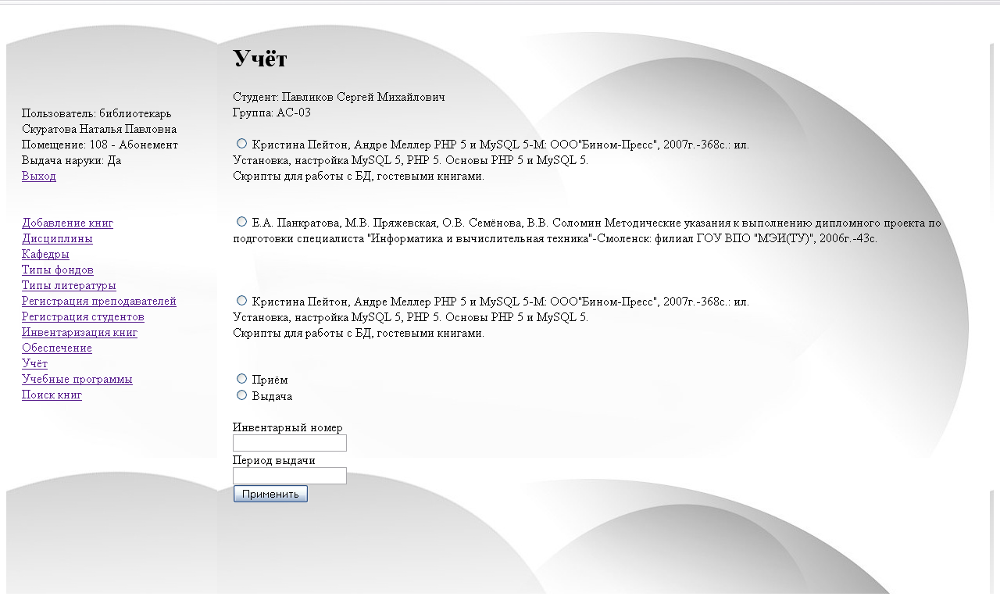 Учёт
Студент: Павликов Сергей Михайлович
Группа: АС-03
Пользователь: библиотекарь
Скуратова Наталья Павловна
Помещение: 108 - Абонемент
Выдача наруки: Да
Выход
Добавление книг
Дисциплины
Кафедры
Типы фондов
Типы литературы
Регистрация преподавателей
Регистрация студентов
Инвентаризация книг
Обеспечение
Учёт
Учебные программы
Поиск книг
Кристина Пейтон, Андре Меллер PHP 5 и MySQL 5-М: ООО"Бином-Пресс", 2007г.-368с.: ил.
Установка, настройка MySQL 5, PHP 5. Основы PHP 5 и MySQL 5.
Скрипты для работы с БД, гостевыми книгами.
Е.А. Панкратова, М.В. Пряжевская, О.В. Семёнова, В.В. Соломин Методические указания к выполнению дипломного проекта по
подготовки специалиста "Информатика и вычислительная техника"-Смоленск: филиал ГОУ ВПО "МЭИ(ТУ)", 2006г.-43с.
Кристина Пейтон, Андре Меллер PHP 5 и MySQL 5-М: ООО"Бином-Пресс", 2007г.-368с.: ил.
Установка, настройка MySQL 5, PHP 5. Основы PHP 5 и MySQL 5.
Скрипты для работы с БД, гостевыми книгами.
Приём
Выдача
Инвентарный номер
Период выдачи
Применить